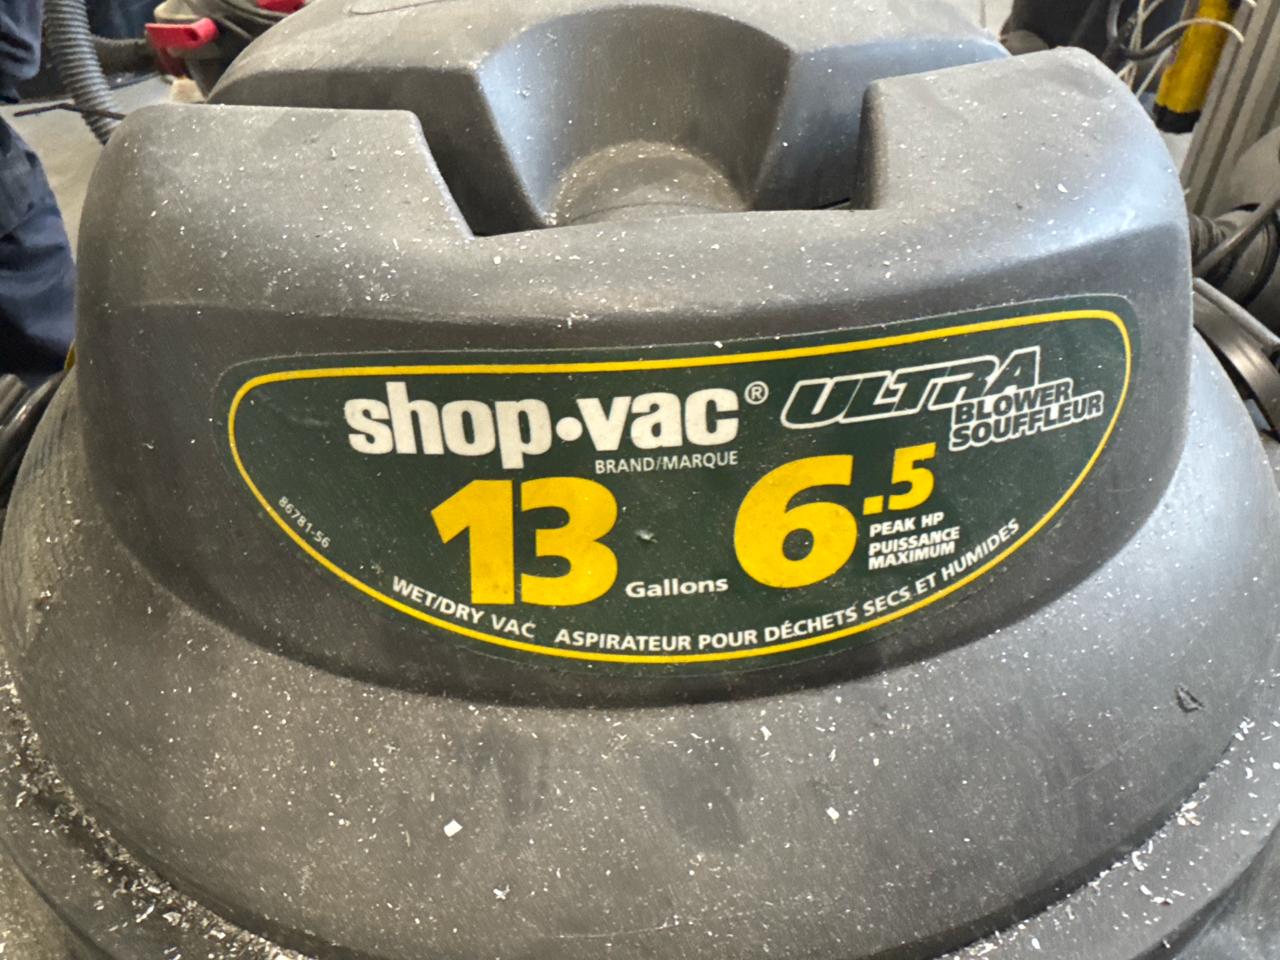 shop•vac® ULTRA
BLOWER
SOUFFLEUR
BRAND/MARQUE
13 Gallons
6.5
PEAK HP
PUISSANCE
MAXIMUM
86781-56
WET/DRY VAC ASPIRATEUR POUR DÉCHETS SECS ET HUMIDES